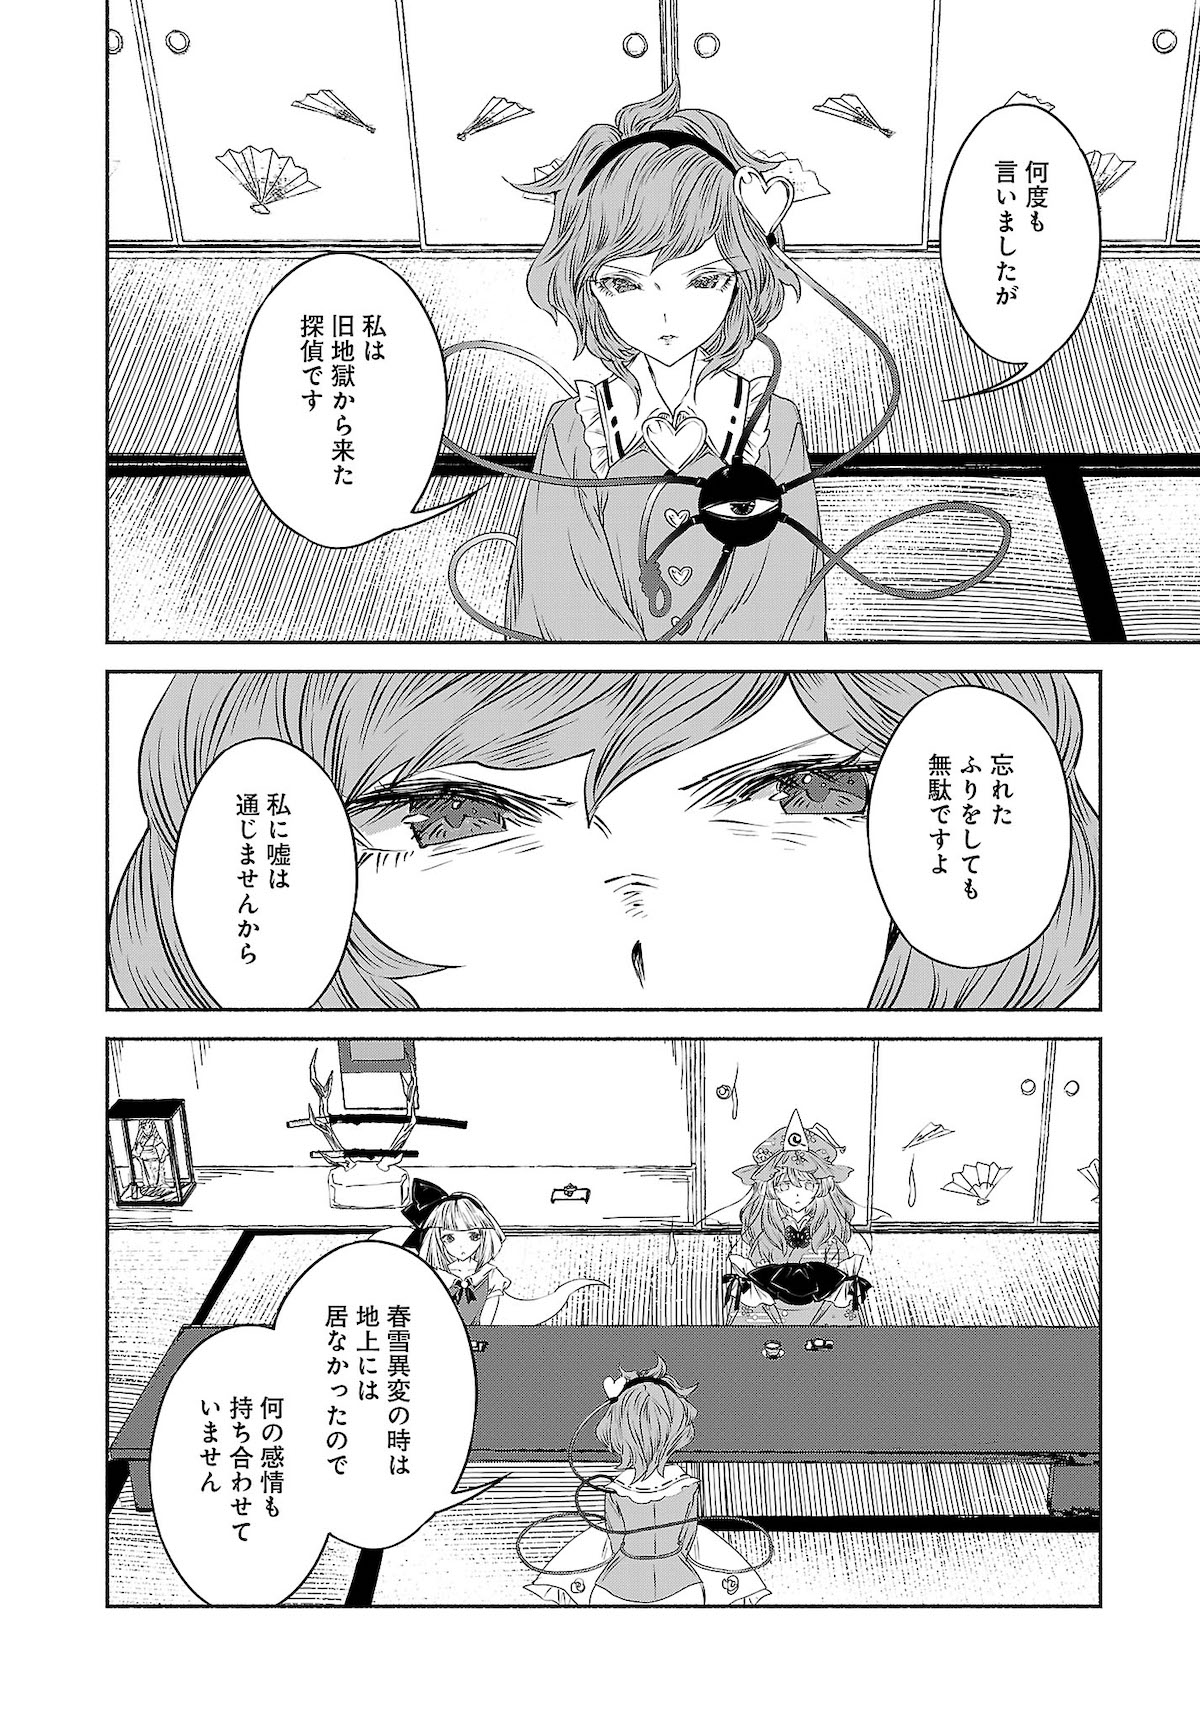 何度も
言いましたが
私は
旧地獄から来た
探偵です
忘れた
ふりをしても
無駄ですよ
私に嘘は
通じませんから
春雪異変の時は
地上には
居なかったので
何の感情も
持ち合わせて
いません